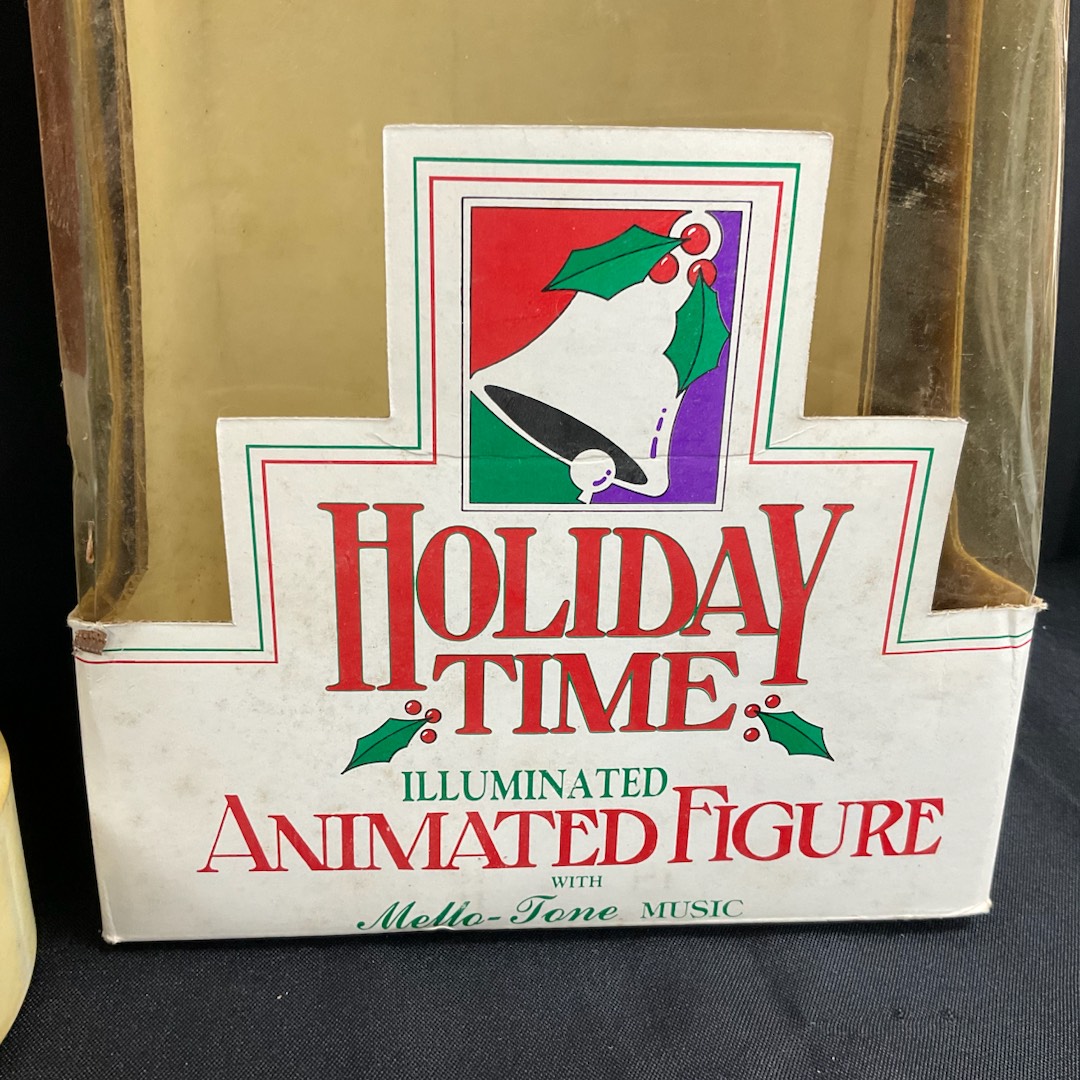 HOLIDAY
TIME
ILLUMINATED
ANIMATED FIGURE
WITH
Mello-Tone MUSIC